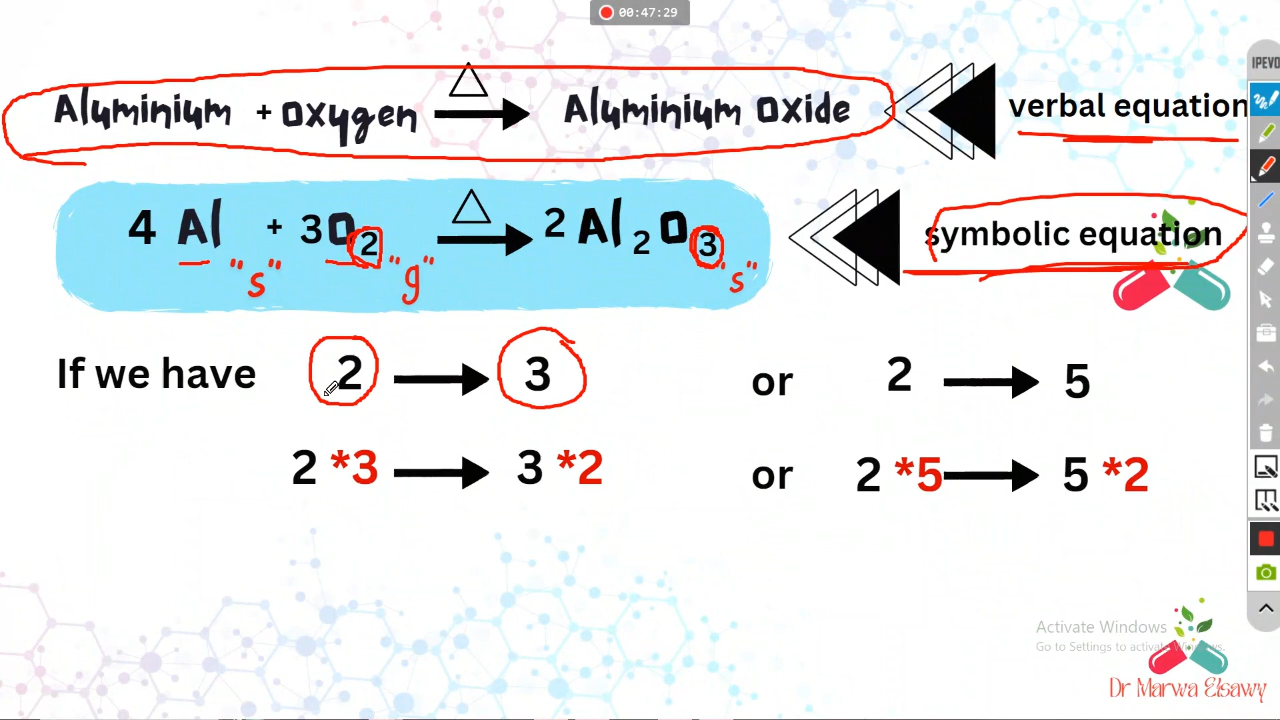 00:47:29
IPEVO
Aluminium + Oxygen △ → Aluminium Oxide verbal equation
4 Al "s" + 3O2 "g" △ → 2 Al2O3 "s" symbolic equation
If we have 2 → 3 or 2 → 5
2 *3 → 3 *2 or 2 *5 → 5 *2
Activate Windows
Go to Settings to activate Windows.
Dr Marwa Elsawy